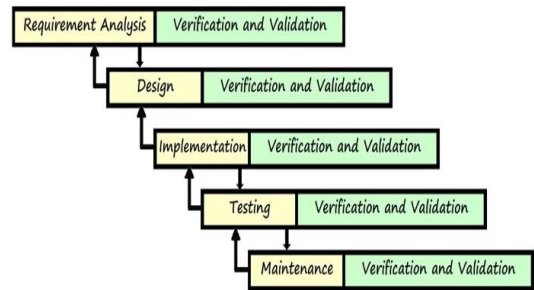 Requirement Analysis Verification and Validation
Design Verification and Validation
Implementation Verification and Validation
Testing Verification and Validation
Maintenance Verification and Validation